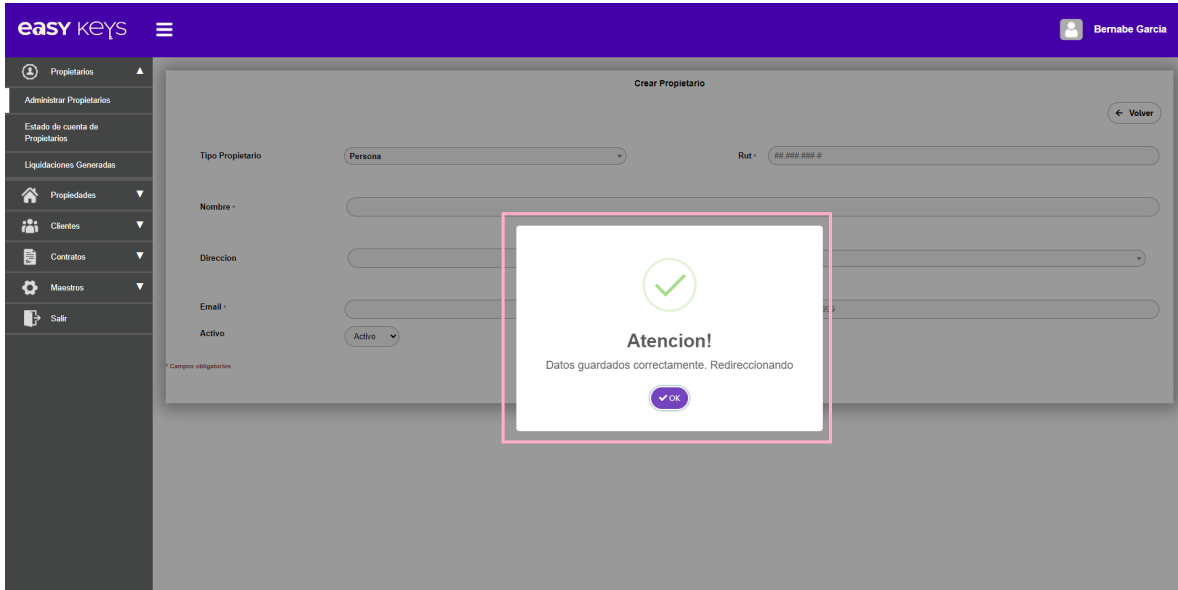 easy keys
Bernabe Garcia
Propietarios
Administrar Propietarios
Estado de cuenta de
Propietarios
Liquidaciones Generadas
Propiedades
Clientes
Contratos
Maestros
Salir
Crear Propietario
← Volver
Tipo Propietario
Persona
Rut *
##.###.###-#
Nombre *
Direccion
Email *
999
Activo
Activo
* Campos obligatorios
Atencion!
Datos guardados correctamente. Redireccionando
OK